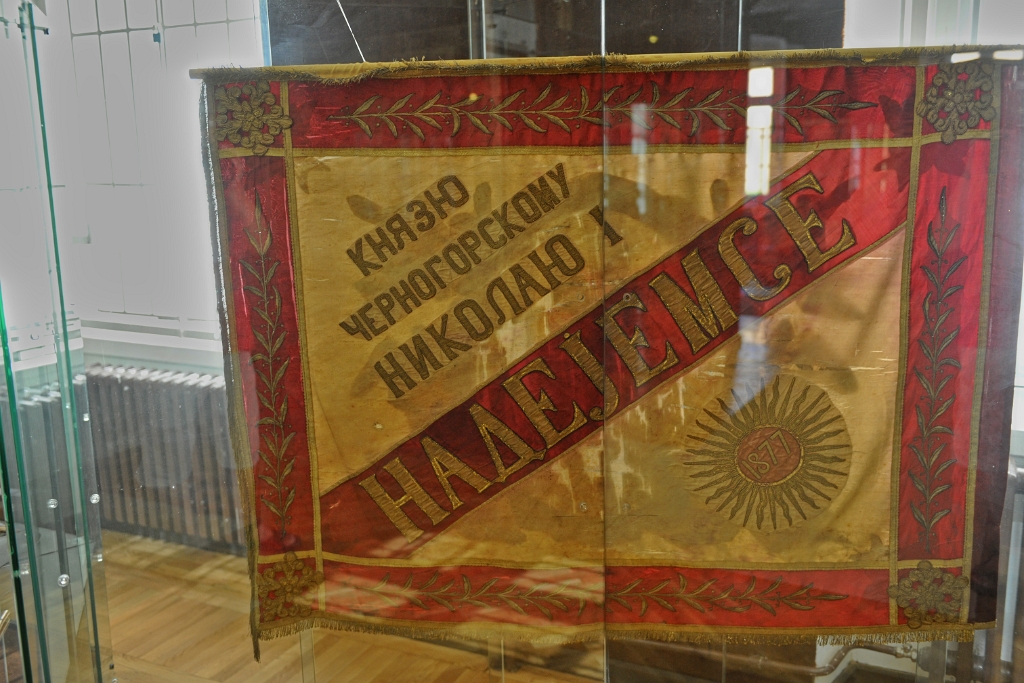 КНЯЗЮ
ЧЕРНОГОРСКОМУ
НИКОЛАЮ I
НАДЕЈЕМСЕ
1877